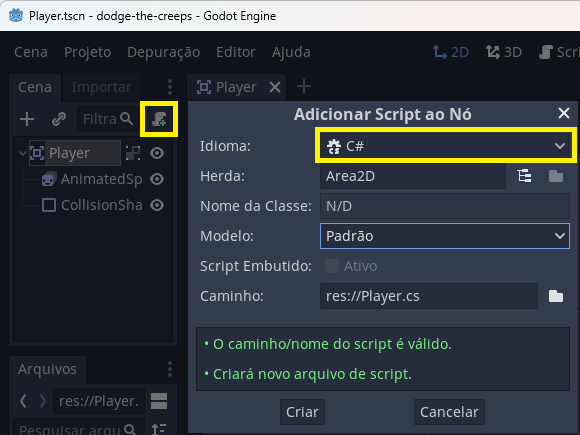 Player.tscn - dodge-the-creeps - Godot Engine
Cena Projeto Depuração Editor Ajuda 2D 3D Scri
Cena Importar Player
Filtra
Adicionar Script ao Nó
Player
Idioma: C#
AnimatedSp
Herda: Area2D
CollisionSha
Nome da Classe: N/D
Modelo: Padrão
Script Embutido: Ativo
Caminho: res://Player.cs
• O caminho/nome do script é válido.
• Criará novo arquivo de script.
Arquivos
res://Player.
Criar Cancelar
Pesquisar arqu